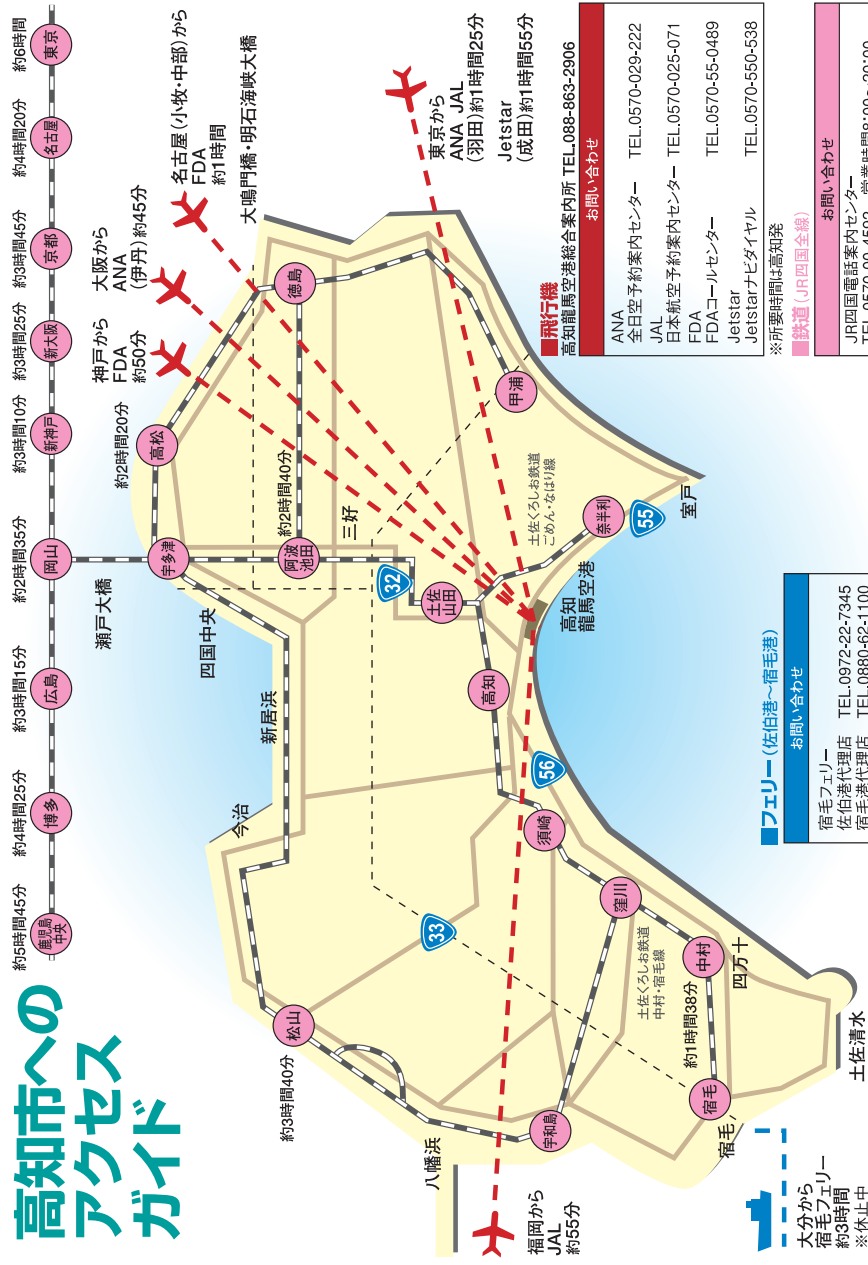 高知市への
アクセス
ガイド
約5時間45分
約4時間25分
約3時間15分
約2時間35分
約3時間10分
約3時間25分
約3時間45分
約4時間20分
約6時間
鹿児島
中央
博多
広島
岡山
新神戸
新大阪
京都
名古屋
東京
瀬戸大橋
神戸から
FDA
約50分
大阪から
ANA
(伊丹)約45分
名古屋(小牧・中部)から
FDA
約1時間
大鳴門橋・明石海峡大橋
東京から
ANA JAL
(羽田)約1時間25分
Jetstar
(成田)約1時間55分
約2時間20分
高松
宇多津
徳島
約2時間40分
阿波
池田
三好
四国中央
新居浜
今治
松山
約3時間40分
八幡浜
32
土佐
山田
高知
33
56
55
甲浦
土佐くろしお鉄道
ごめん・なはり線
奈半利
室戸
高知
龍馬空港
須崎
窪川
土佐くろしお鉄道
中村・宿毛線
宇和島
中村
四万十
約1時間38分
宿毛
宿毛
土佐清水
福岡から
JAL
約55分
大分から
宿毛フェリー
約3時間
※休止中
■フェリー(佐伯港～宿毛港)
お問い合わせ
宿毛フェリー
佐伯港代理店 TEL.0972-22-7345
宿毛港代理店 TEL.0880-62-1100
■飛行機
高知龍馬空港総合案内所 TEL.088-863-2906
お問い合わせ
ANA
全日空予約案内センター TEL.0570-029-222
JAL
日本航空予約案内センター TEL.0570-025-071
FDA
FDAコールセンター TEL.0570-55-0489
Jetstar
Jetstarナビダイヤル TEL.0570-550-538
※所要時間は高知発
■鉄道(JR四国全線)
お問い合わせ
JR四国電話案内センター